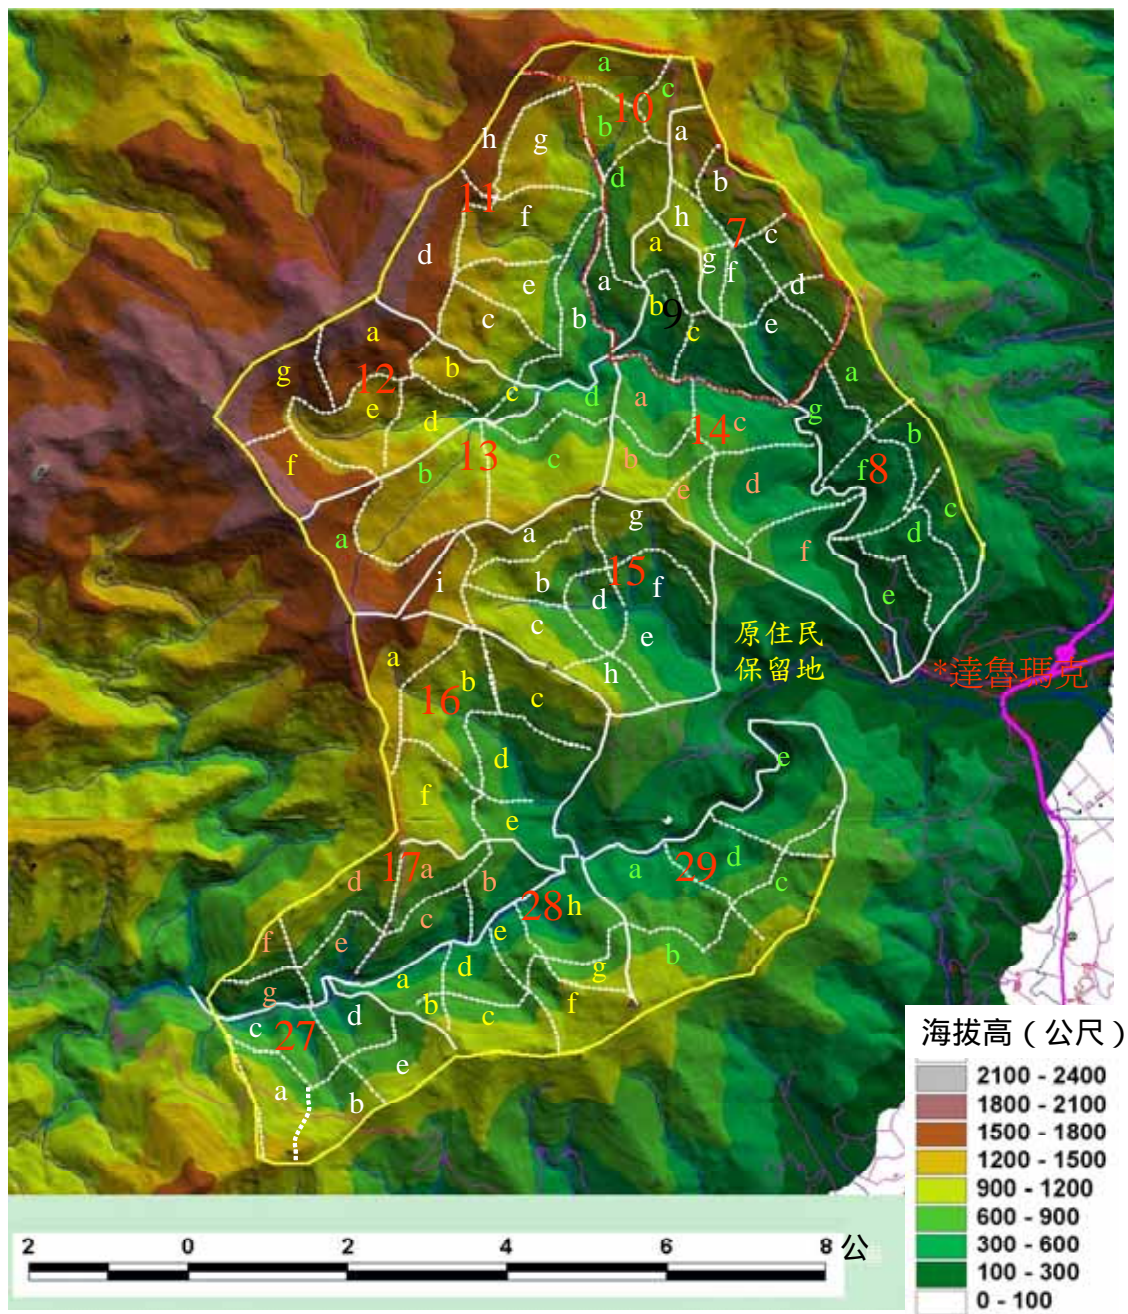 a
c
10
b
a
h
g
d
b
11
f
h
7
c
a
d
g
f
e
a
d
b
9
c
e
c
b
a
b
g
12
c
d
a
a
e
d
g
13
14
c
b
f
8
b
c
b
f
e
d
c
d
a
a
g
f
i
b
15
d
f
e
c
e
h
原住民
保留地
*達魯瑪克
a
16
b
c
d
e
f
e
17
a
d
b
a
29
d
c
28
h
c
f
e
e
b
d
g
a
g
b
c
f
c
27
d
e
a
b
海拔高（公尺）
2100 - 2400
1800 - 2100
1500 - 1800
1200 - 1500
900 - 1200
600 - 900
300 - 600
100 - 300
0 - 100
2 0 2 4 6 8 公